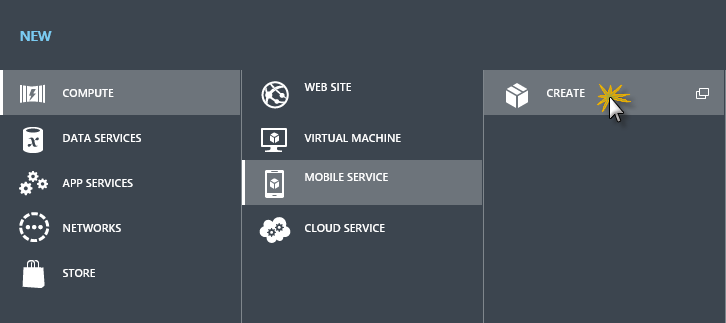 NEW
COMPUTE
DATA SERVICES
APP SERVICES
NETWORKS
STORE
WEB SITE
VIRTUAL MACHINE
MOBILE SERVICE
CLOUD SERVICE
CREATE